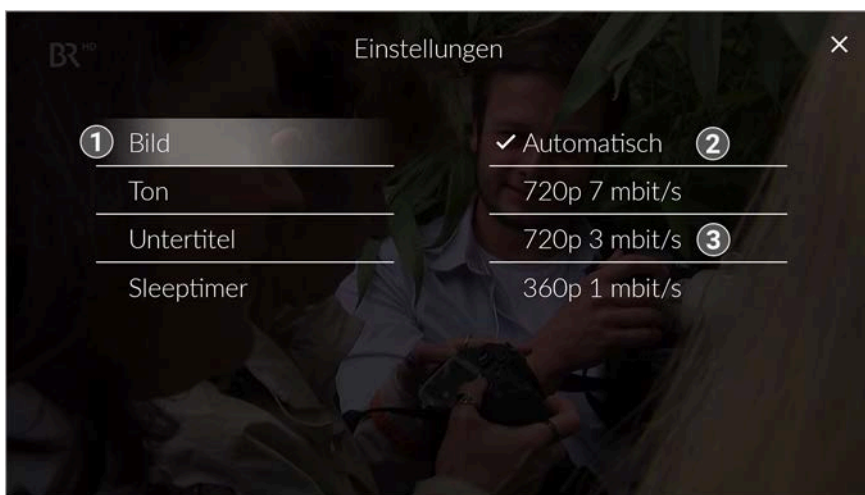 BR HD
Einstellungen
1 Bild
Ton
Untertitel
Sleeptimer
Automatisch 2
720p 7 mbit/s
720p 3 mbit/s 3
360p 1 mbit/s